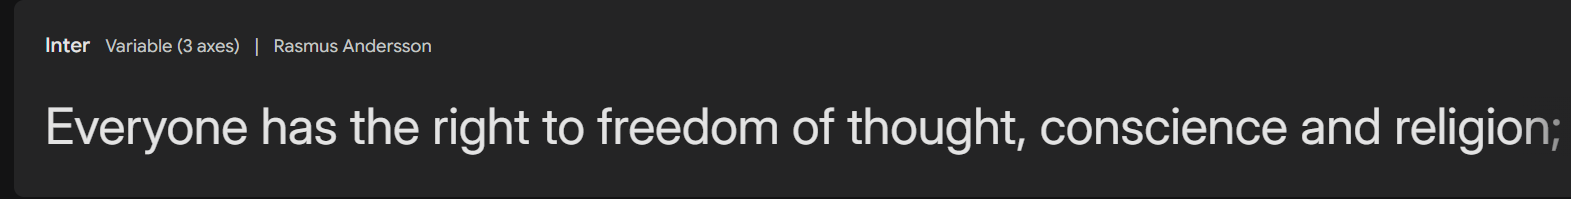 Inter Variable (3 axes) | Rasmus Andersson
Everyone has the right to freedom of thought, conscience and religion;